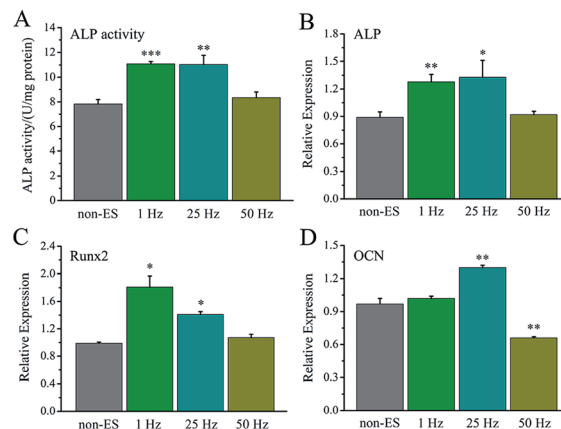 A
ALP activity
ALP activity/(U/mg protein)
14
12
10
8
6
4
2
0
***
**
non-ES 1 Hz 25 Hz 50 Hz
B
ALP
Relative Expression
1.8
1.5
1.2
0.9
0.6
0.3
0.0
**
*
non-ES 1 Hz 25 Hz 50 Hz
C
Runx2
Relative Expression
2.4
2.0
1.6
1.2
0.8
0.4
0.0
*
*
non-ES 1 Hz 25 Hz 50 Hz
D
OCN
Relative Expression
1.5
1.2
0.9
0.6
0.3
0.0
**
**
non-ES 1 Hz 25 Hz 50 Hz